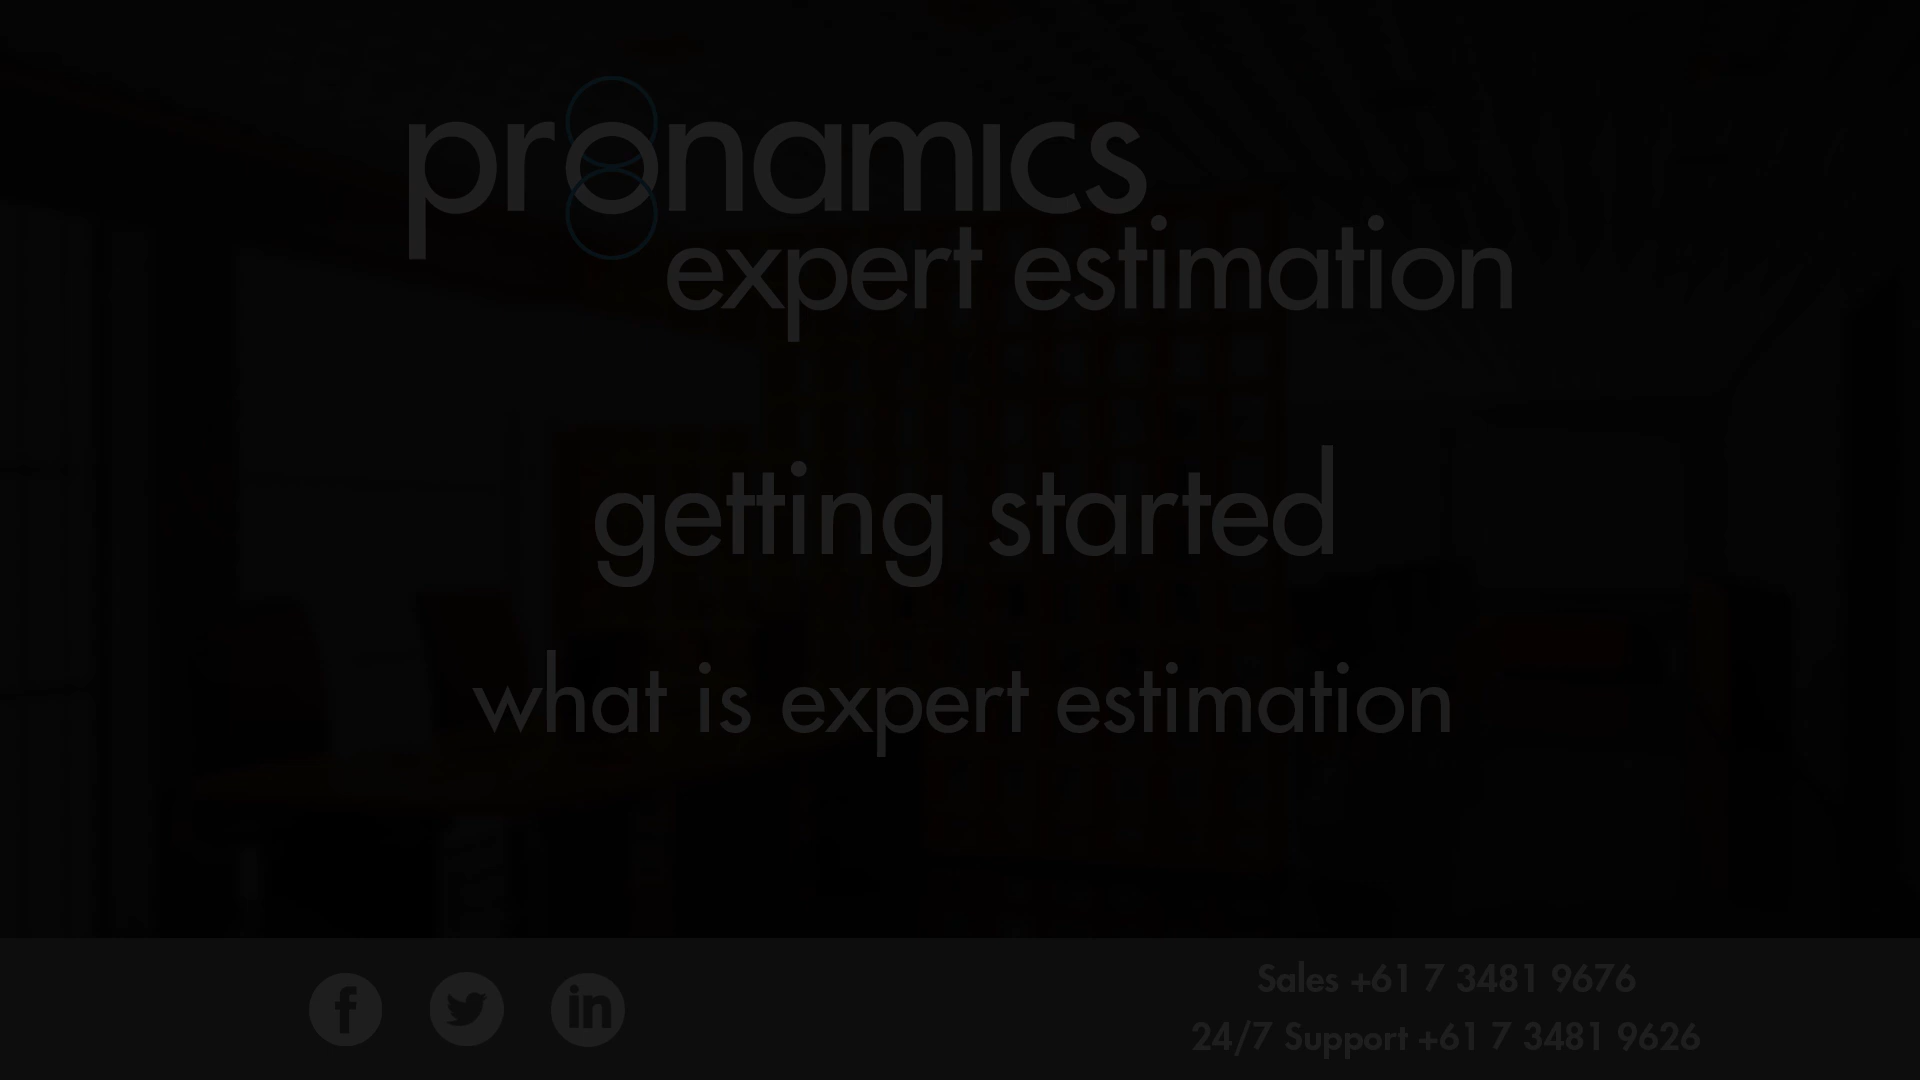 pronamics
expert estimation
getting started
what is expert estimation
Sales +61 7 3481 9676
24/7 Support +61 7 3481 9626